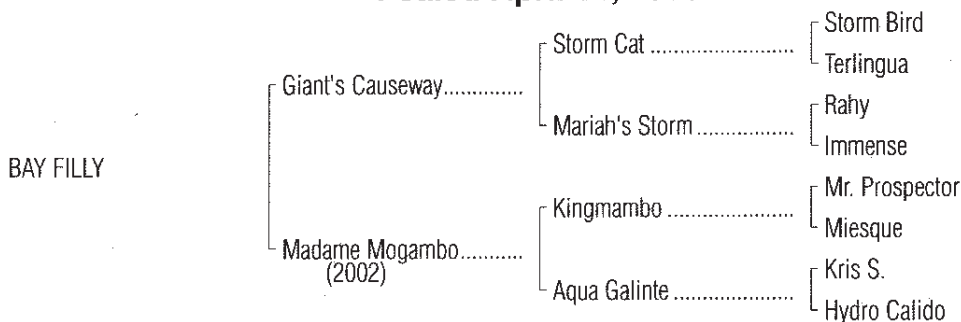 Storm Bird
Storm Cat ........................
Terlingua
Giant's Causeway..............
Rahy
Mariah's Storm .................
Immense
BAY FILLY
Mr. Prospector
Kingmambo ......................
Miesque
Madame Mogambo...........
(2002)
Kris S.
Aqua Galinte .....................
Hydro Calido